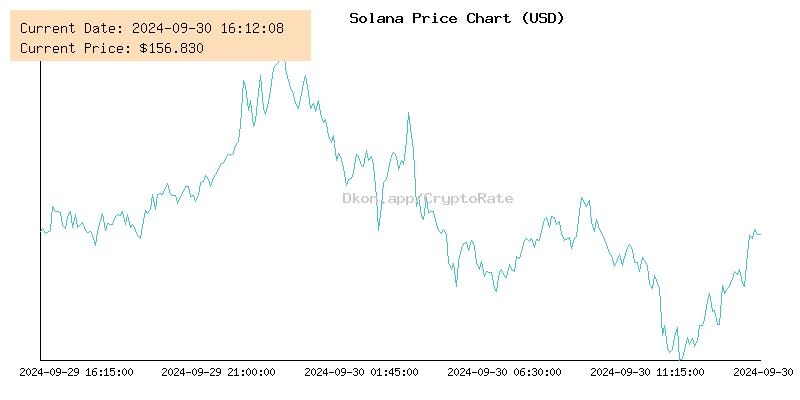 Solana Price Chart (USD)
Current Date: 2024-09-30 16:12:08
Current Price: $156.830
Dkon.app/CryptoRate
2024-09-29 16:15:00 2024-09-29 21:00:00 2024-09-30 01:45:00 2024-09-30 06:30:00 2024-09-30 11:15:00 2024-09-30